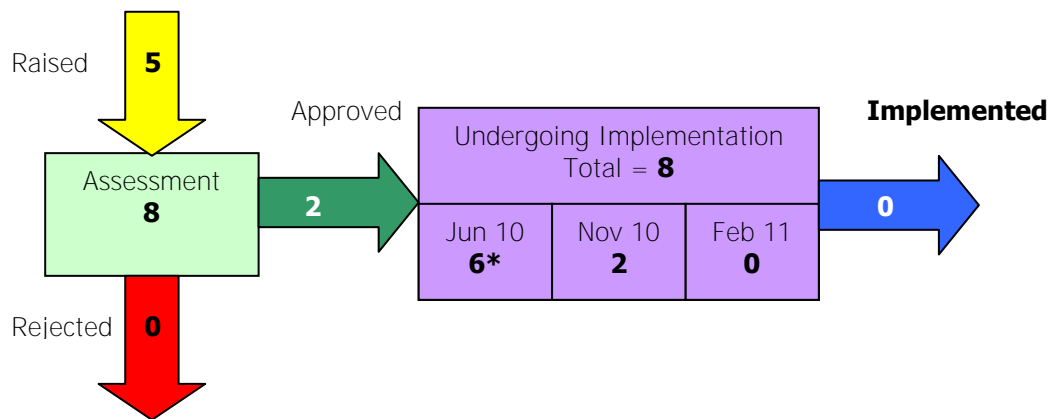 Raised
5
Approved
Implemented
Undergoing Implementation
Total = 8
Assessment
8
2
0
Jun 10
6*
Nov 10
2
Feb 11
0
Rejected
0